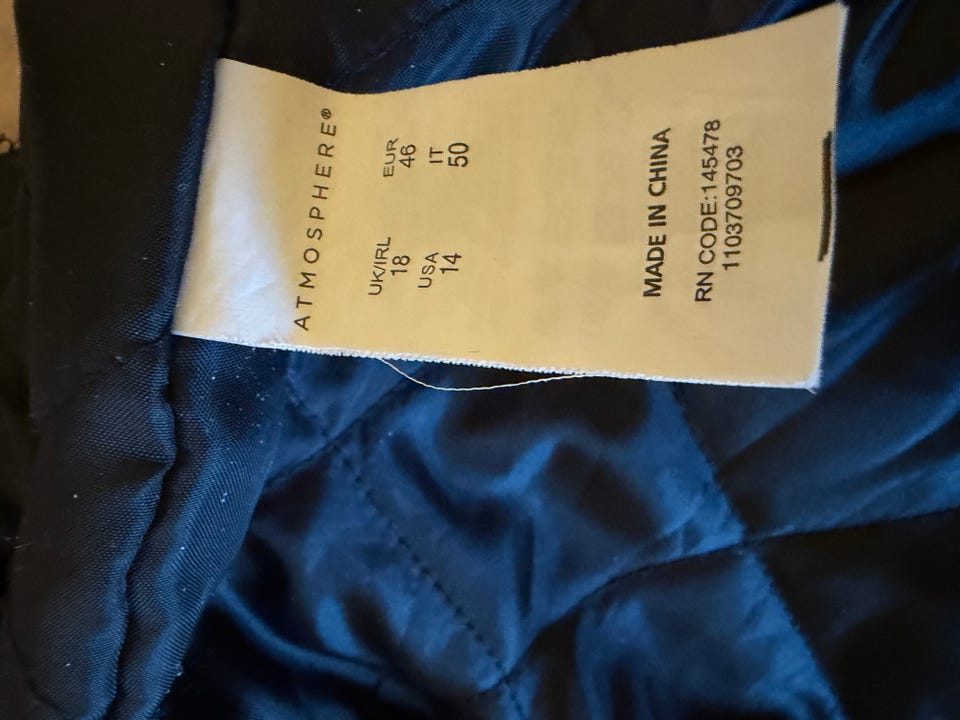 ATMOSPHERE®
UK/IRL EUR
18 46
USA IT
14 50
MADE IN CHINA
RN CODE:145478
1103709703